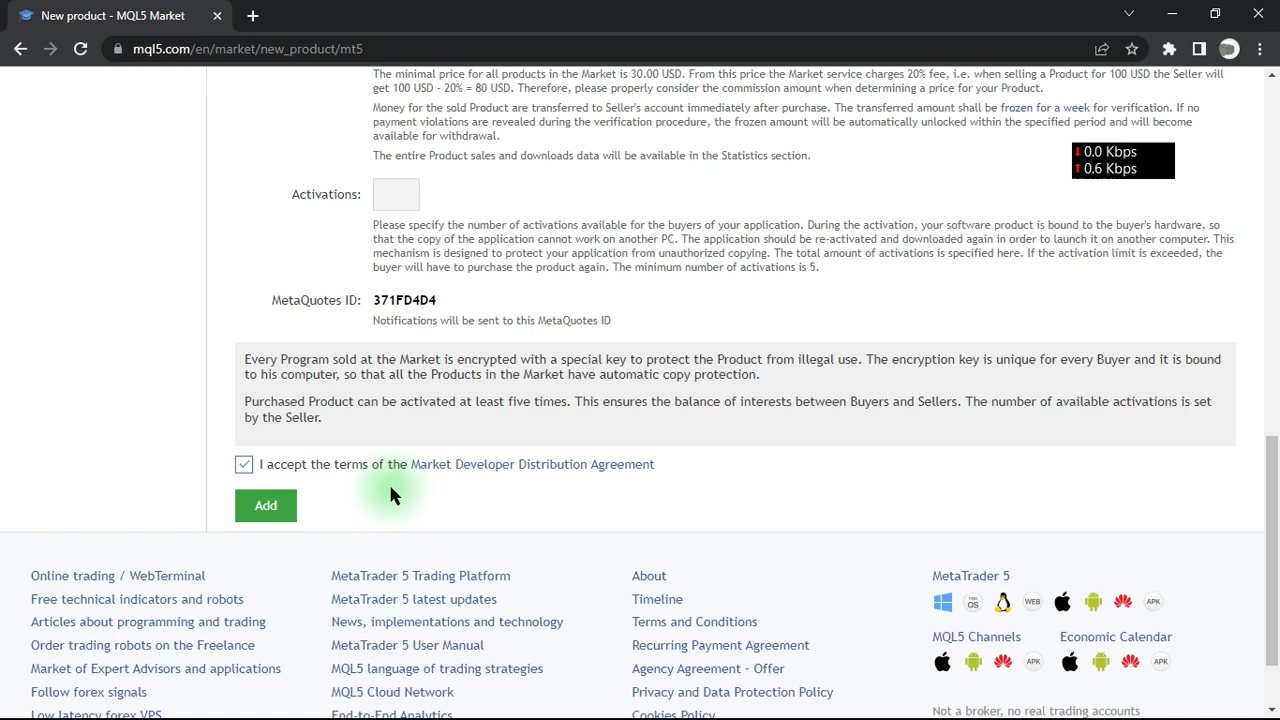 New product - MQL5 Market
mql5.com/en/market/new_product/mt5
The minimal price for all products in the Market is 30.00 USD. From this price the Market service charges 20% fee, i.e. when selling a Product for 100 USD the Seller will
get 100 USD - 20% = 80 USD. Therefore, please properly consider the commission amount when determining a price for your Product.
Money for the sold Product are transferred to Seller's account immediately after purchase. The transferred amount shall be frozen for a week for verification. If no
payment violations are revealed during the verification procedure, the frozen amount will be automatically unlocked within the specified period and will become
available for withdrawal.
0.0 Kbps
0.6 Kbps
The entire Product sales and downloads data will be available in the Statistics section.
Activations:
Please specify the number of activations available for the buyers of your application. During the activation, your software product is bound to the buyer's hardware, so
that the copy of the application cannot work on another PC. The application should be re-activated and downloaded again in order to launch it on another computer. This
mechanism is designed to protect your application from unauthorized copying. The total amount of activations is specified here. If the activation limit is exceeded, the
buyer will have to purchase the product again. The minimum number of activations is 5.
MetaQuotes ID: 371FD4D4
Notifications will be sent to this MetaQuotes ID
Every Program sold at the Market is encrypted with a special key to protect the Product from illegal use. The encryption key is unique for every Buyer and it is bound
to his computer, so that all the Products in the Market have automatic copy protection.
Purchased Product can be activated at least five times. This ensures the balance of interests between Buyers and Sellers. The number of available activations is set
by the Seller.
I accept the terms of the Market Developer Distribution Agreement
Add
Online trading / WebTerminal
Free technical indicators and robots
Articles about programming and trading
Order trading robots on the Freelance
Market of Expert Advisors and applications
Follow forex signals
Low latency forex VPS
MetaTrader 5 Trading Platform
MetaTrader 5 latest updates
News, implementations and technology
MetaTrader 5 User Manual
MQL5 language of trading strategies
MQL5 Cloud Network
End-to-End Analytics
About
Timeline
Terms and Conditions
Recurring Payment Agreement
Agency Agreement - Offer
Privacy and Data Protection Policy
Cookies Policy
MetaTrader 5
FREE OS
WEB
APK
MQL5 Channels
APK
Economic Calendar
APK
Not a broker, no real trading accounts